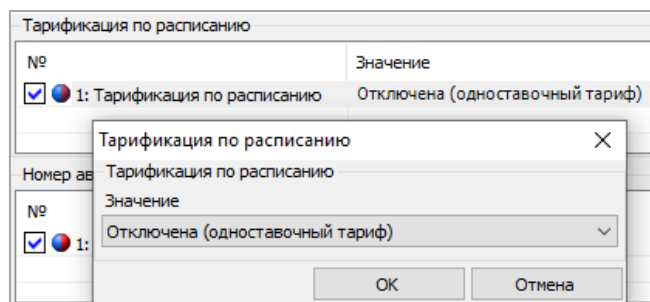 Тарификация по расписанию
№ Значение
1: Тарификация по расписанию Отключена (одноставочный тариф)
Тарификация по расписанию
Номер ав Тарификация по расписанию
№ Значение
1: Отключена (одноставочный тариф)
OK Отмена